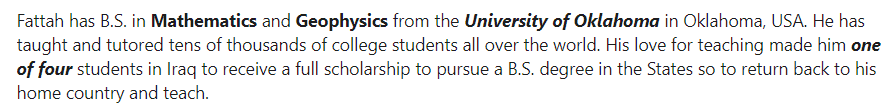 Fattah has B.S. in Mathematics and Geophysics from the University of Oklahoma in Oklahoma, USA. He has
taught and tutored tens of thousands of college students all over the world. His love for teaching made him one
of four students in Iraq to receive a full scholarship to pursue a B.S. degree in the States so to return back to his
home country and teach.